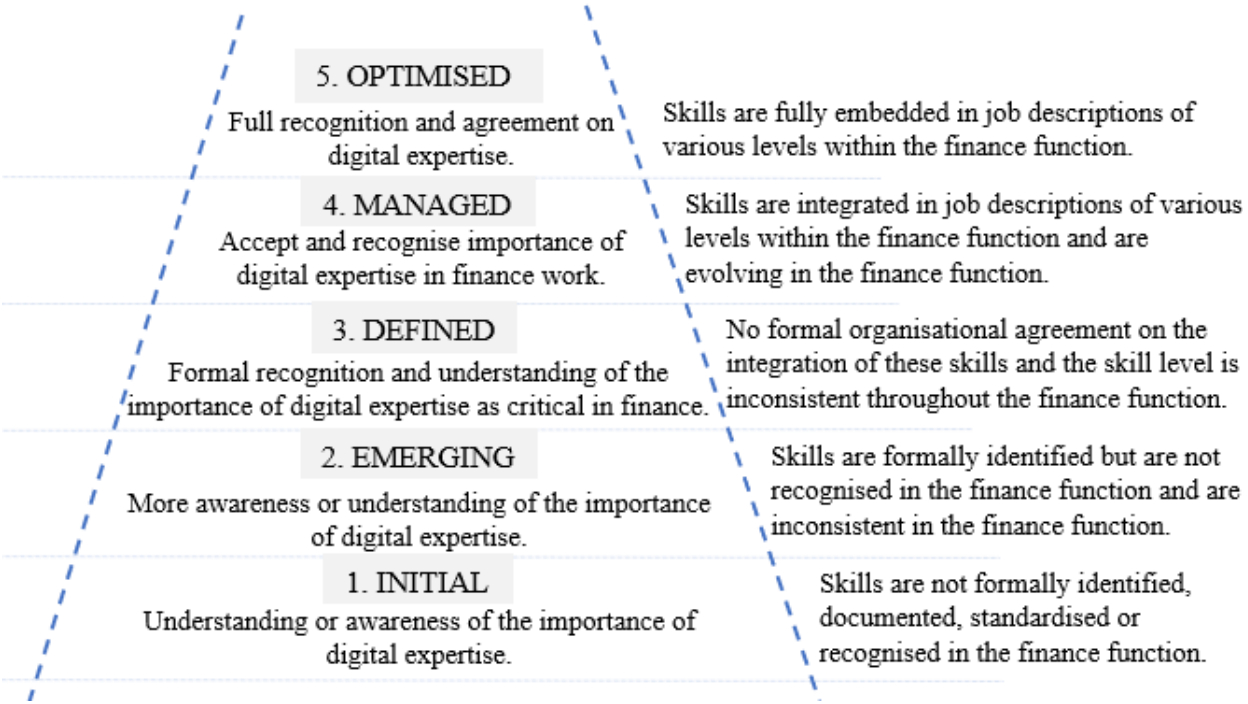 5. OPTIMISED
Full recognition and agreement on
digital expertise.
Skills are fully embedded in job descriptions of
various levels within the finance function.
4. MANAGED
Accept and recognise importance of
digital expertise in finance work.
Skills are integrated in job descriptions of various
levels within the finance function and are
evolving in the finance function.
3. DEFINED
Formal recognition and understanding of the
importance of digital expertise as critical in finance.
No formal organisational agreement on the
integration of these skills and the skill level is
inconsistent throughout the finance function.
2. EMERGING
More awareness or understanding of the importance
of digital expertise.
Skills are formally identified but are not
recognised in the finance function and are
inconsistent in the finance function.
1. INITIAL
Understanding or awareness of the importance of
digital expertise.
Skills are not formally identified,
documented, standardised or
recognised in the finance function.